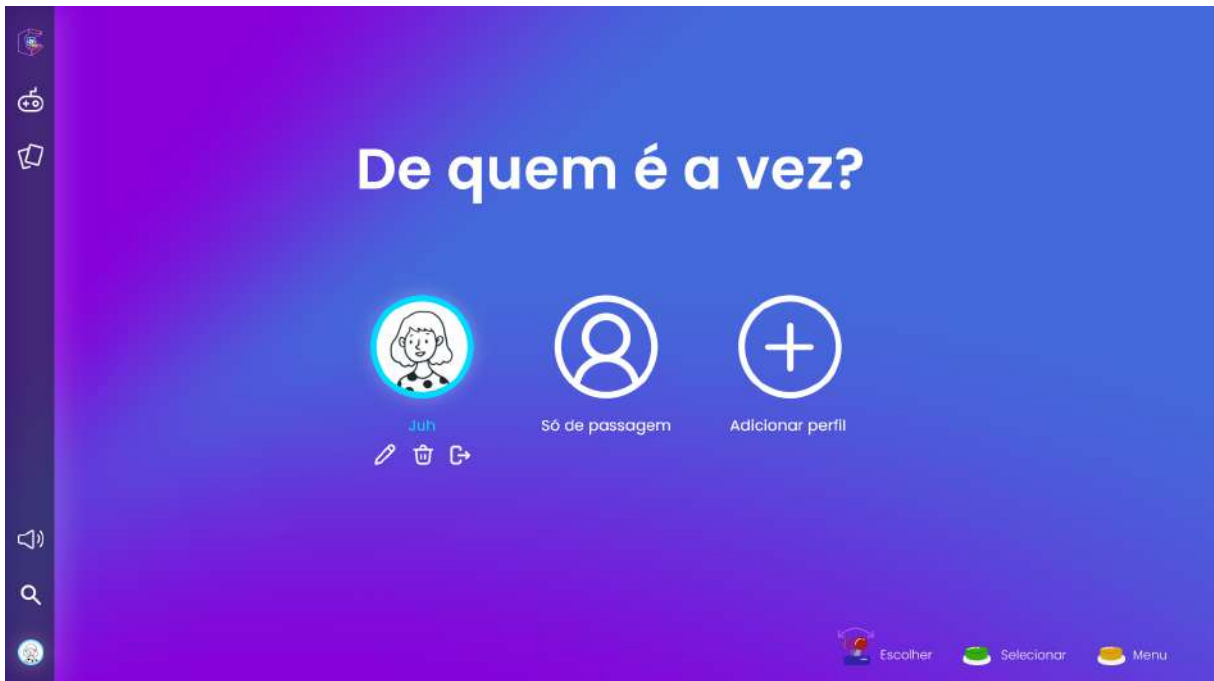 De quem é a vez?
Juh
Só de passagem
Adicionar perfil
Escolher
Selecionar
Menu